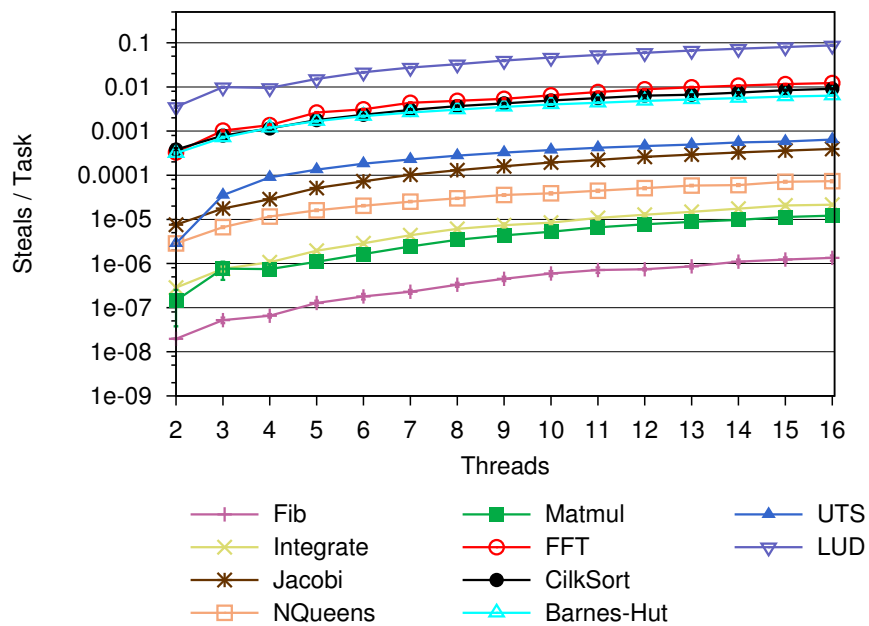 Steals / Task
0.1
0.01
0.001
0.0001
1e-05
1e-06
1e-07
1e-08
1e-09
2 3 4 5 6 7 8 9 10 11 12 13 14 15 16
Threads
Fib Matmul UTS
Integrate FFT LUD
Jacobi CilkSort
NQueens Barnes-Hut